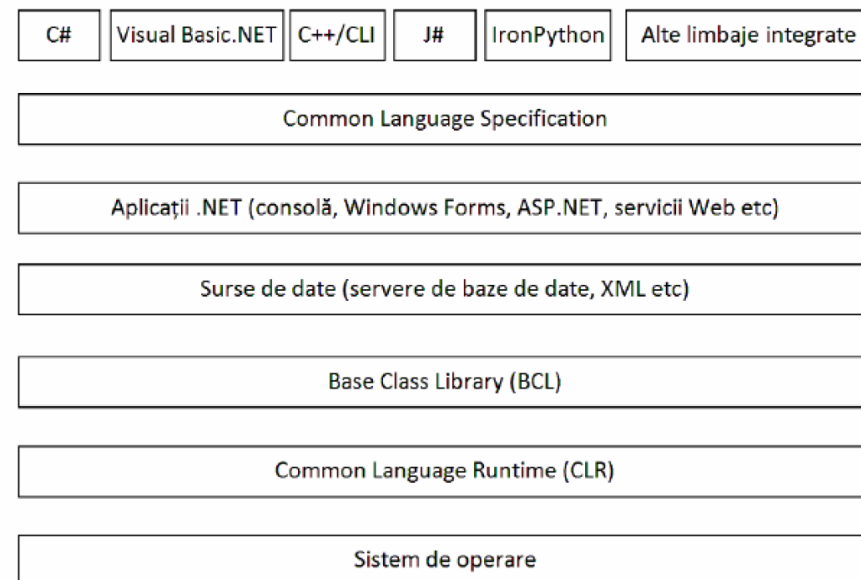 C# Visual Basic.NET C++/CLI J# IronPython Alte limbaje integrate
Common Language Specification
Aplicații .NET (consolă, Windows Forms, ASP.NET, servicii Web etc)
Surse de date (servere de baze de date, XML etc)
Base Class Library (BCL)
Common Language Runtime (CLR)
Sistem de operare